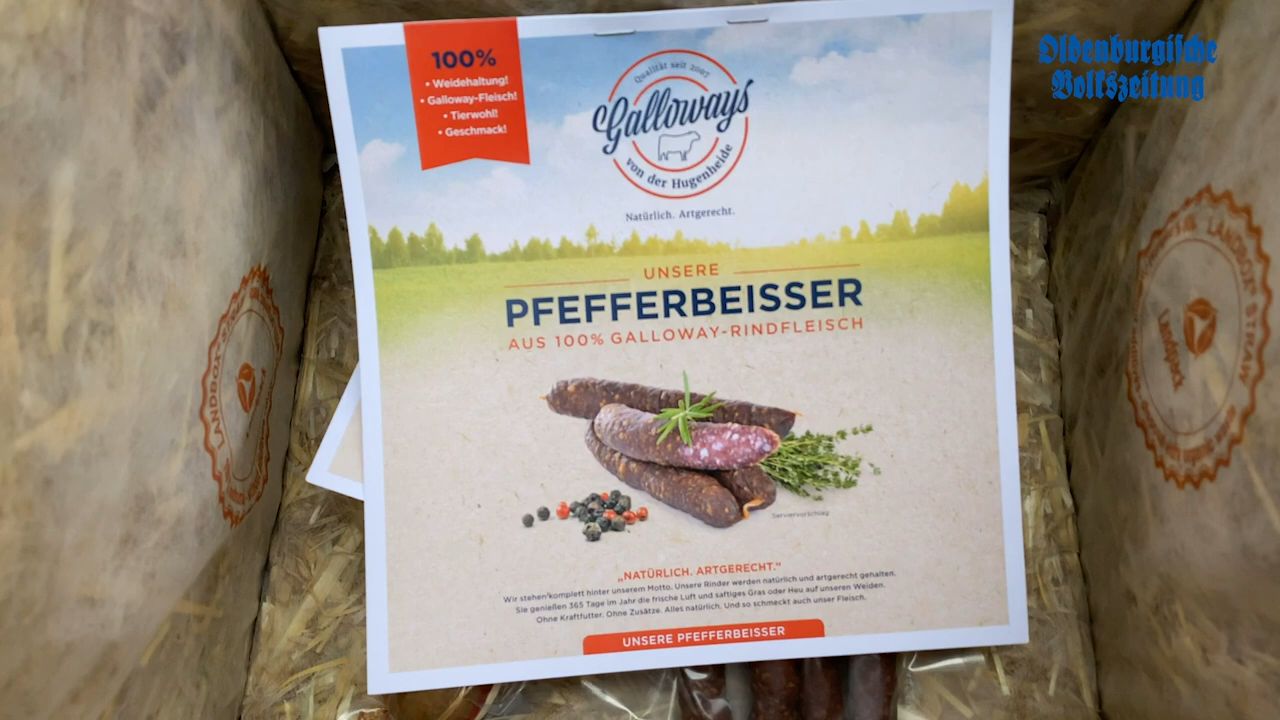 Oldenburgische
Volkszeitung
100%
• Weidehaltung!
• Galloway-Fleisch!
• Tierwohl!
• Geschmack!
Qualität seit 2007
Galloways
von der Hugenheide
Natürlich. Artgerecht.
UNSERE
PFEFFERBEISSER
AUS 100% GALLOWAY-RINDFLEISCH
Serviervorschlag
„NATÜRLICH. ARTGERECHT.“
Wir stehen komplett hinter unserem Motto. Unsere Rinder werden natürlich und artgerecht gehalten.
Sie genießen 365 Tage im Jahr die frische Luft und saftiges Gras oder Heu auf unseren Weiden.
Ohne Kraftfutter. Ohne Zusätze. Alles natürlich. Und so schmeckt auch unser Fleisch.
UNSERE PFEFFERBEISSER
LANDBOX
LANDBOX STRAW
Landpack